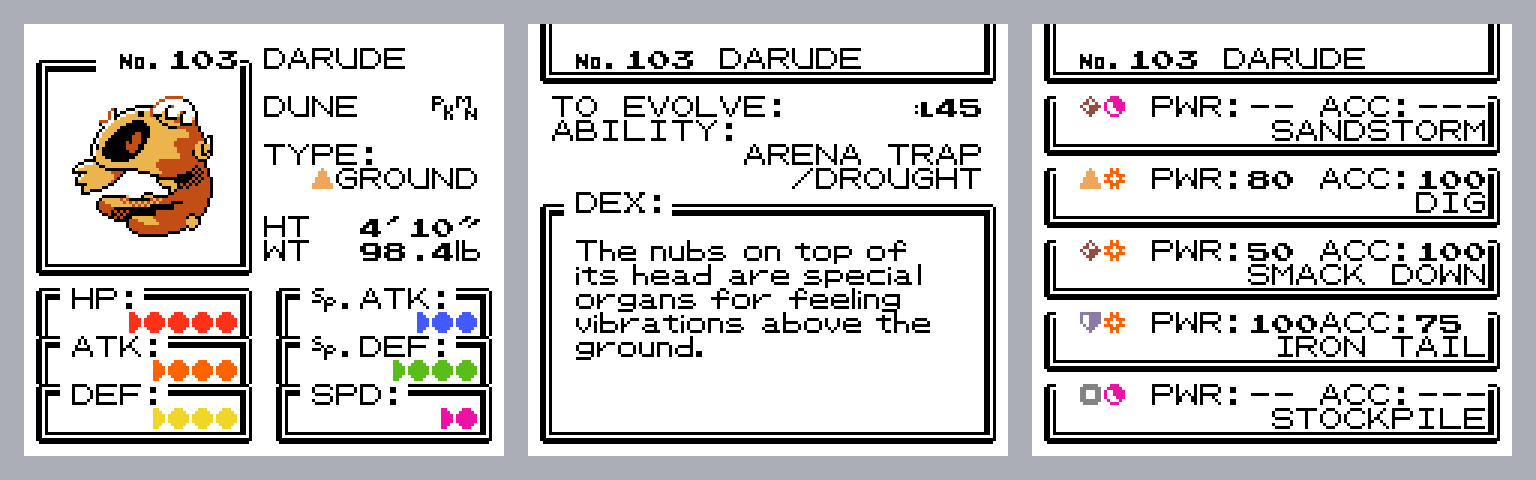 No. 103 DARUDE
DUNE PKMN
TYPE:
GROUND
HT 4'10"
WT 98.4lb
HP:
Sp. ATK:
ATK:
Sp. DEF:
DEF:
SPD:
No. 103 DARUDE
TO EVOLVE: :L45
ABILITY:
ARENA TRAP
/DROUGHT
DEX:
The nubs on top of
its head are special
organs for feeling
vibrations above the
ground.
No. 103 DARUDE
PWR:-- ACC:---
SANDSTORM
PWR:80 ACC:100
DIG
PWR:50 ACC:100
SMACK DOWN
PWR:100ACC:75
IRON TAIL
PWR:-- ACC:---
STOCKPILE